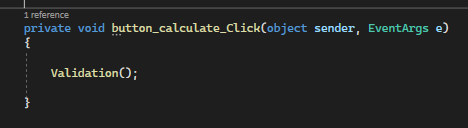 1 reference
private void button_calculate_Click(object sender, EventArgs e)
{
Validation();
}